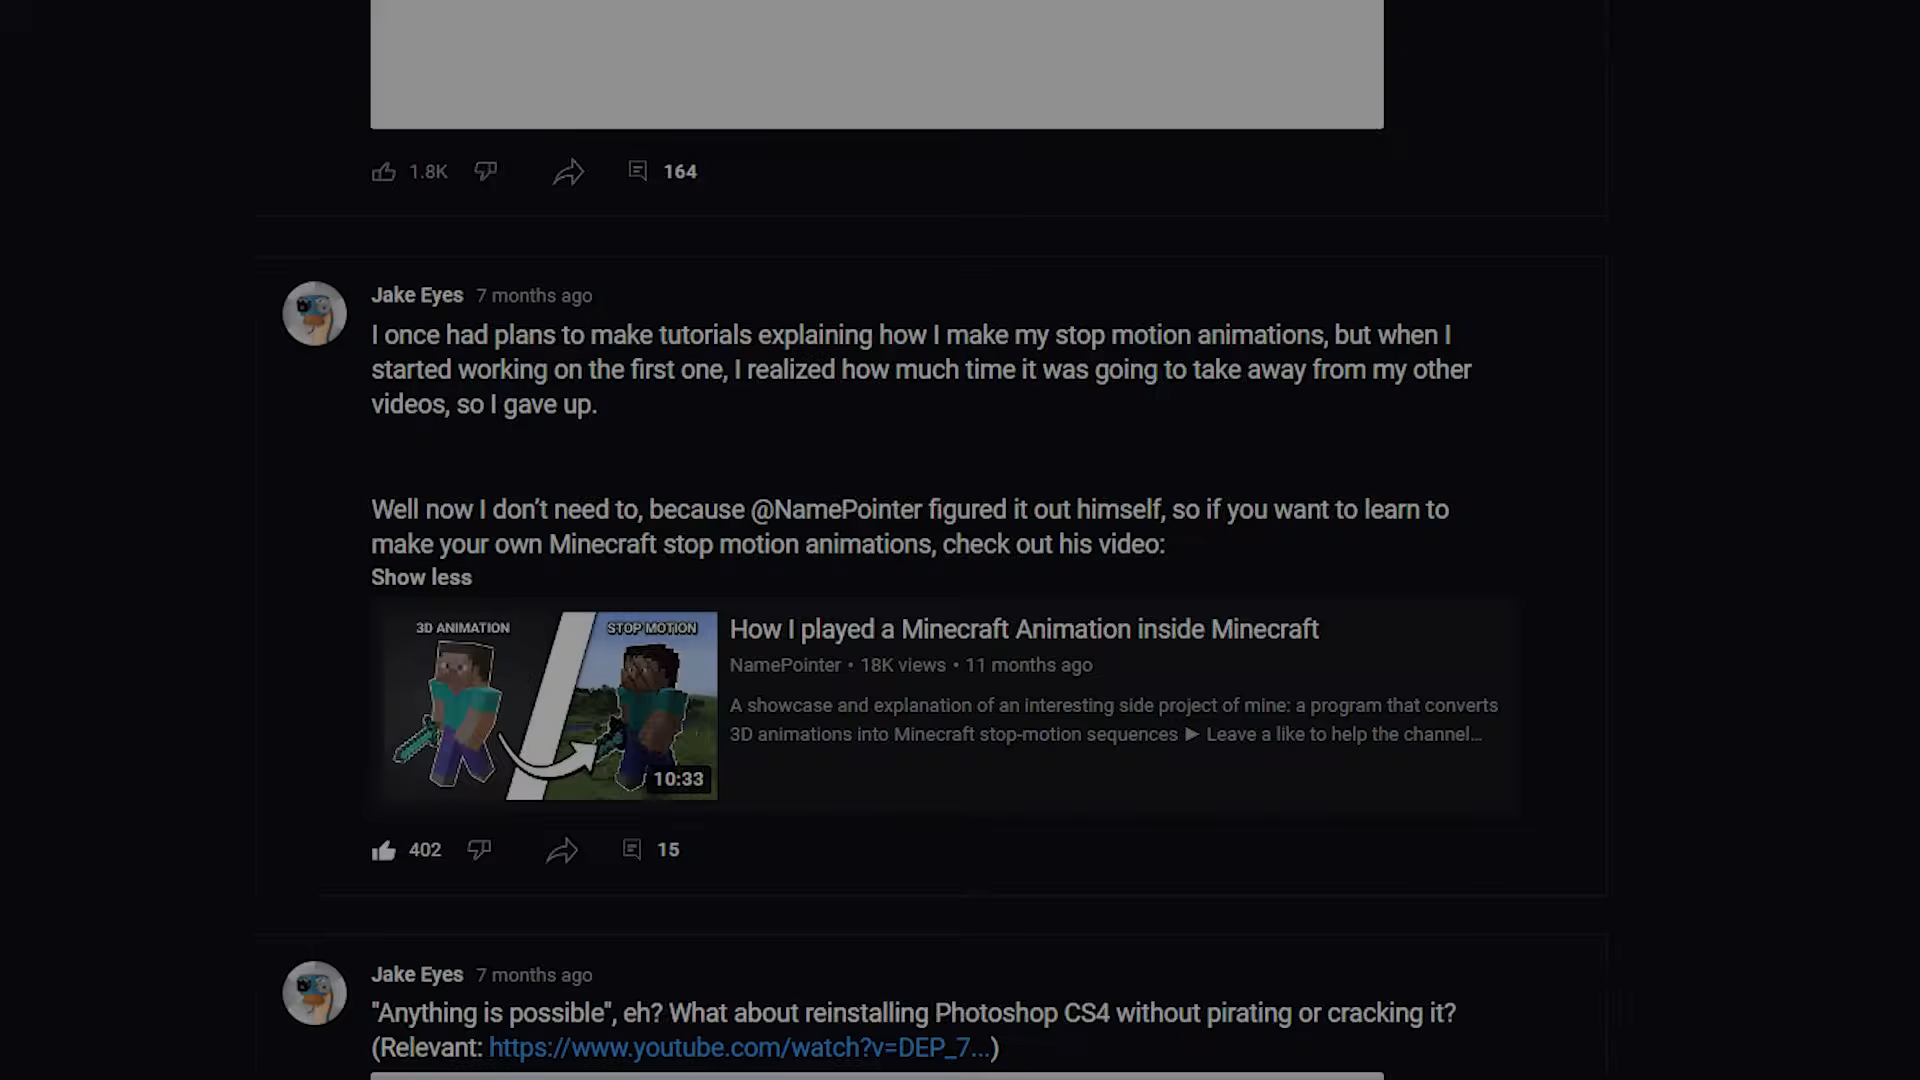 1.8K 164
Jake Eyes 7 months ago
I once had plans to make tutorials explaining how I make my stop motion animations, but when I
started working on the first one, I realized how much time it was going to take away from my other
videos, so I gave up.
Well now I don’t need to, because @NamePointer figured it out himself, so if you want to learn to
make your own Minecraft stop motion animations, check out his video:
Show less
3D ANIMATION
STOP MOTION
10:33
How I played a Minecraft Animation inside Minecraft
NamePointer • 18K views • 11 months ago
A showcase and explanation of an interesting side project of mine: a program that converts
3D animations into Minecraft stop-motion sequences ► Leave a like to help the channel...
402 15
Jake Eyes 7 months ago
"Anything is possible", eh? What about reinstalling Photoshop CS4 without pirating or cracking it?
(Relevant: https://www.youtube.com/watch?v=DEP_7...)